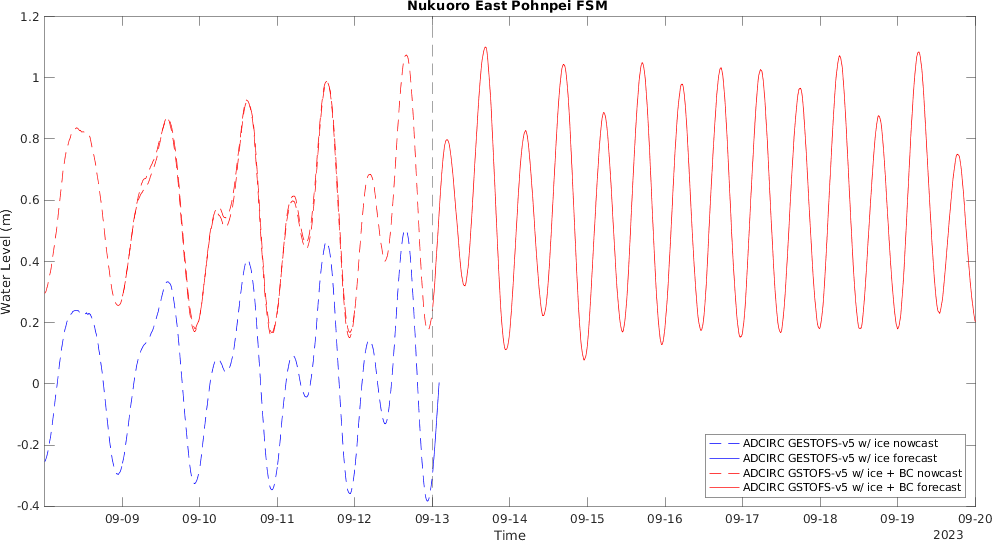 Nukuoro East Pohnpei FSM
1.2
1
0.8
0.6
0.4
0.2
0
-0.2
-0.4
Water Level (m)
ADCIRC GESTOFS-v5 w/ ice nowcast
ADCIRC GESTOFS-v5 w/ ice forecast
ADCIRC GSTOFS-v5 w/ ice + BC nowcast
ADCIRC GSTOFS-v5 w/ ice + BC forecast
09-09 09-10 09-11 09-12 09-13 09-14 09-15 09-16 09-17 09-18 09-19 09-20
Time
2023